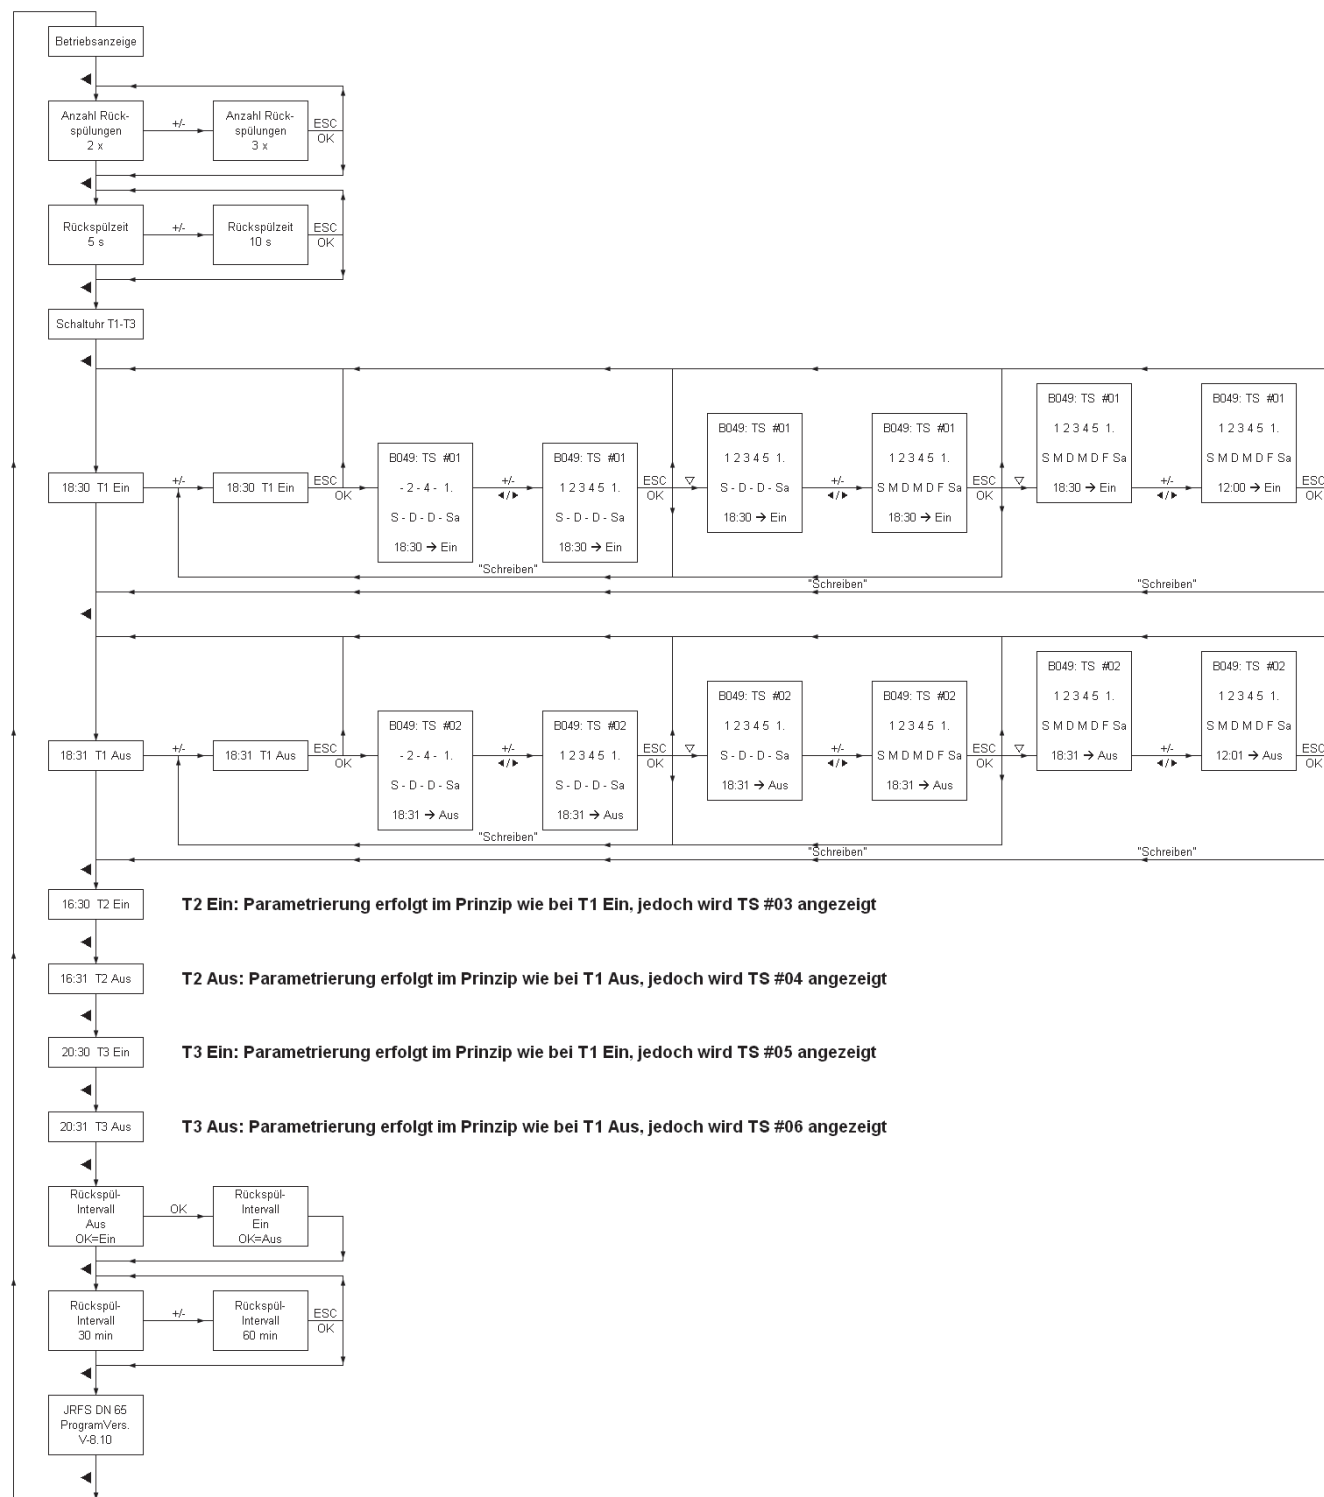 Betriebsanzeige
Anzahl Rück-
spülungen
2 x
+/-
Anzahl Rück-
spülungen
3 x
ESC
OK
Rückspülzeit
5 s
+/-
Rückspülzeit
10 s
ESC
OK
Schaltuhr T1-T3
18:30 T1 Ein
+/-
18:30 T1 Ein
ESC
OK
B049: TS #01
- 2 - 4 - 1.
S - D - D - Sa
18:30 → Ein
+/-
◄/►
B049: TS #01
1 2 3 4 5 1.
S - D - D - Sa
18:30 → Ein
ESC
OK
▽
B049: TS #01
1 2 3 4 5 1.
S - D - D - Sa
18:30 → Ein
+/-
◄/►
B049: TS #01
1 2 3 4 5 1.
S M D M D F Sa
18:30 → Ein
ESC
OK
▽
B049: TS #01
1 2 3 4 5 1.
S M D M D F Sa
18:30 → Ein
+/-
◄/►
B049: TS #01
1 2 3 4 5 1.
S M D M D F Sa
12:00 → Ein
ESC
OK
"Schreiben"
"Schreiben"
"Schreiben"
18:31 T1 Aus
+/-
18:31 T1 Aus
ESC
OK
B049: TS #02
- 2 - 4 - 1.
S - D - D - Sa
18:31 → Aus
+/-
◄/►
B049: TS #02
1 2 3 4 5 1.
S - D - D - Sa
18:31 → Aus
ESC
OK
▽
B049: TS #02
1 2 3 4 5 1.
S - D - D - Sa
18:31 → Aus
+/-
◄/►
B049: TS #02
1 2 3 4 5 1.
S M D M D F Sa
18:31 → Aus
ESC
OK
▽
B049: TS #02
1 2 3 4 5 1.
S M D M D F Sa
18:31 → Aus
+/-
◄/►
B049: TS #02
1 2 3 4 5 1.
S M D M D F Sa
12:01 → Aus
ESC
OK
"Schreiben"
"Schreiben"
"Schreiben"
16:30 T2 Ein
T2 Ein: Parametrierung erfolgt im Prinzip wie bei T1 Ein, jedoch wird TS #03 angezeigt
16:31 T2 Aus
T2 Aus: Parametrierung erfolgt im Prinzip wie bei T1 Aus, jedoch wird TS #04 angezeigt
20:30 T3 Ein
T3 Ein: Parametrierung erfolgt im Prinzip wie bei T1 Ein, jedoch wird TS #05 angezeigt
20:31 T3 Aus
T3 Aus: Parametrierung erfolgt im Prinzip wie bei T1 Aus, jedoch wird TS #06 angezeigt
Rückspül-
Intervall
Aus
OK=Ein
OK
Rückspül-
Intervall
Ein
OK=Aus
Rückspül-
Intervall
30 min
+/-
Rückspül-
Intervall
60 min
ESC
OK
JRFS DN 65
ProgramVers.
V-8.10